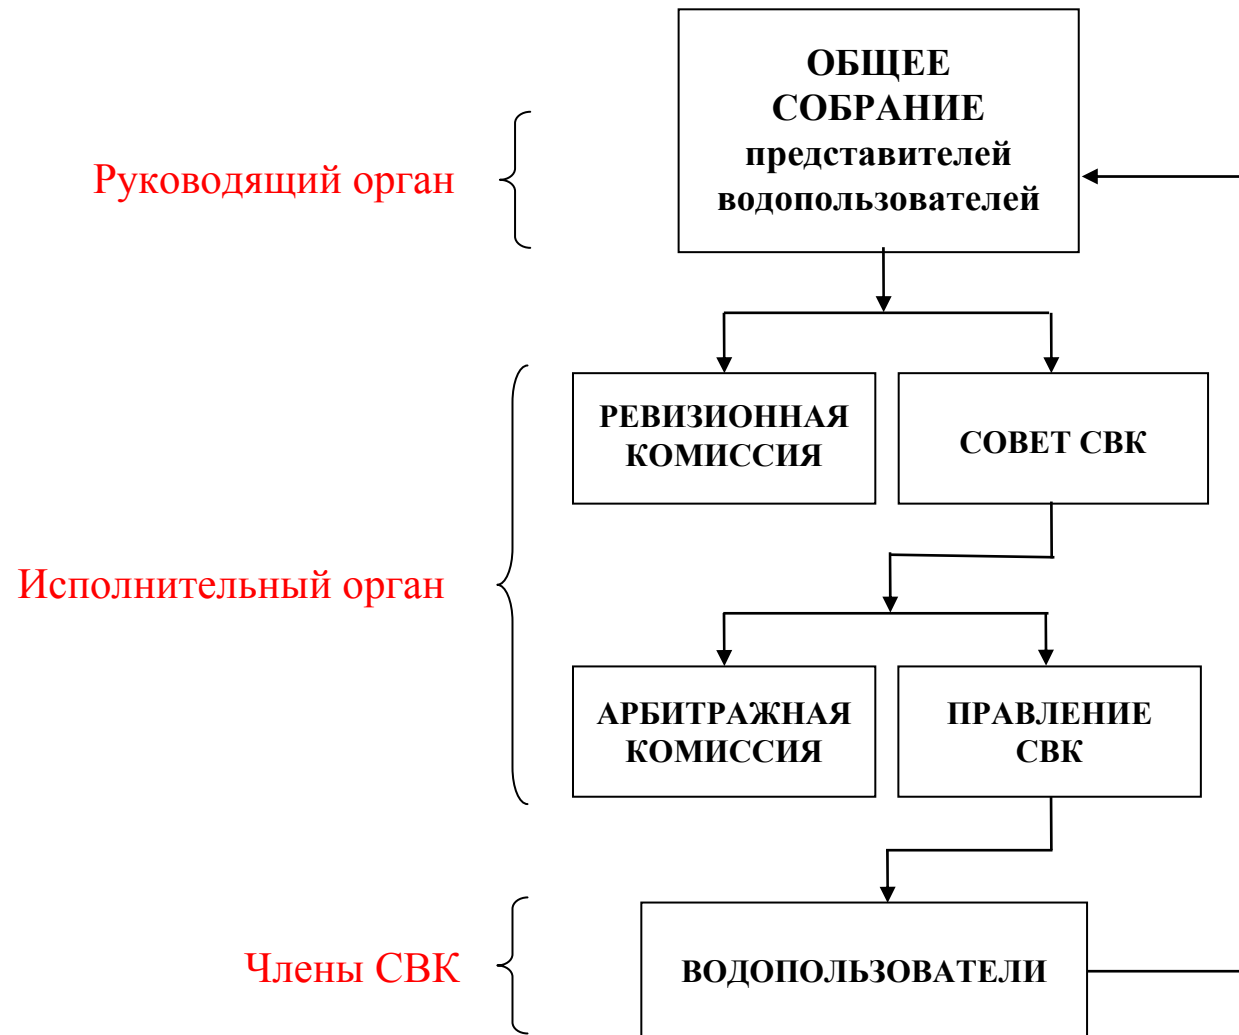 ОБЩЕЕ
СОБРАНИЕ
представителей
водопользователей
Руководящий орган
РЕВИЗИОННАЯ
КОМИССИЯ
СОВЕТ СВК
Исполнительный орган
АРБИТРАЖНАЯ
КОМИССИЯ
ПРАВЛЕНИЕ
СВК
Члены СВК
ВОДОПОЛЬЗОВАТЕЛИ